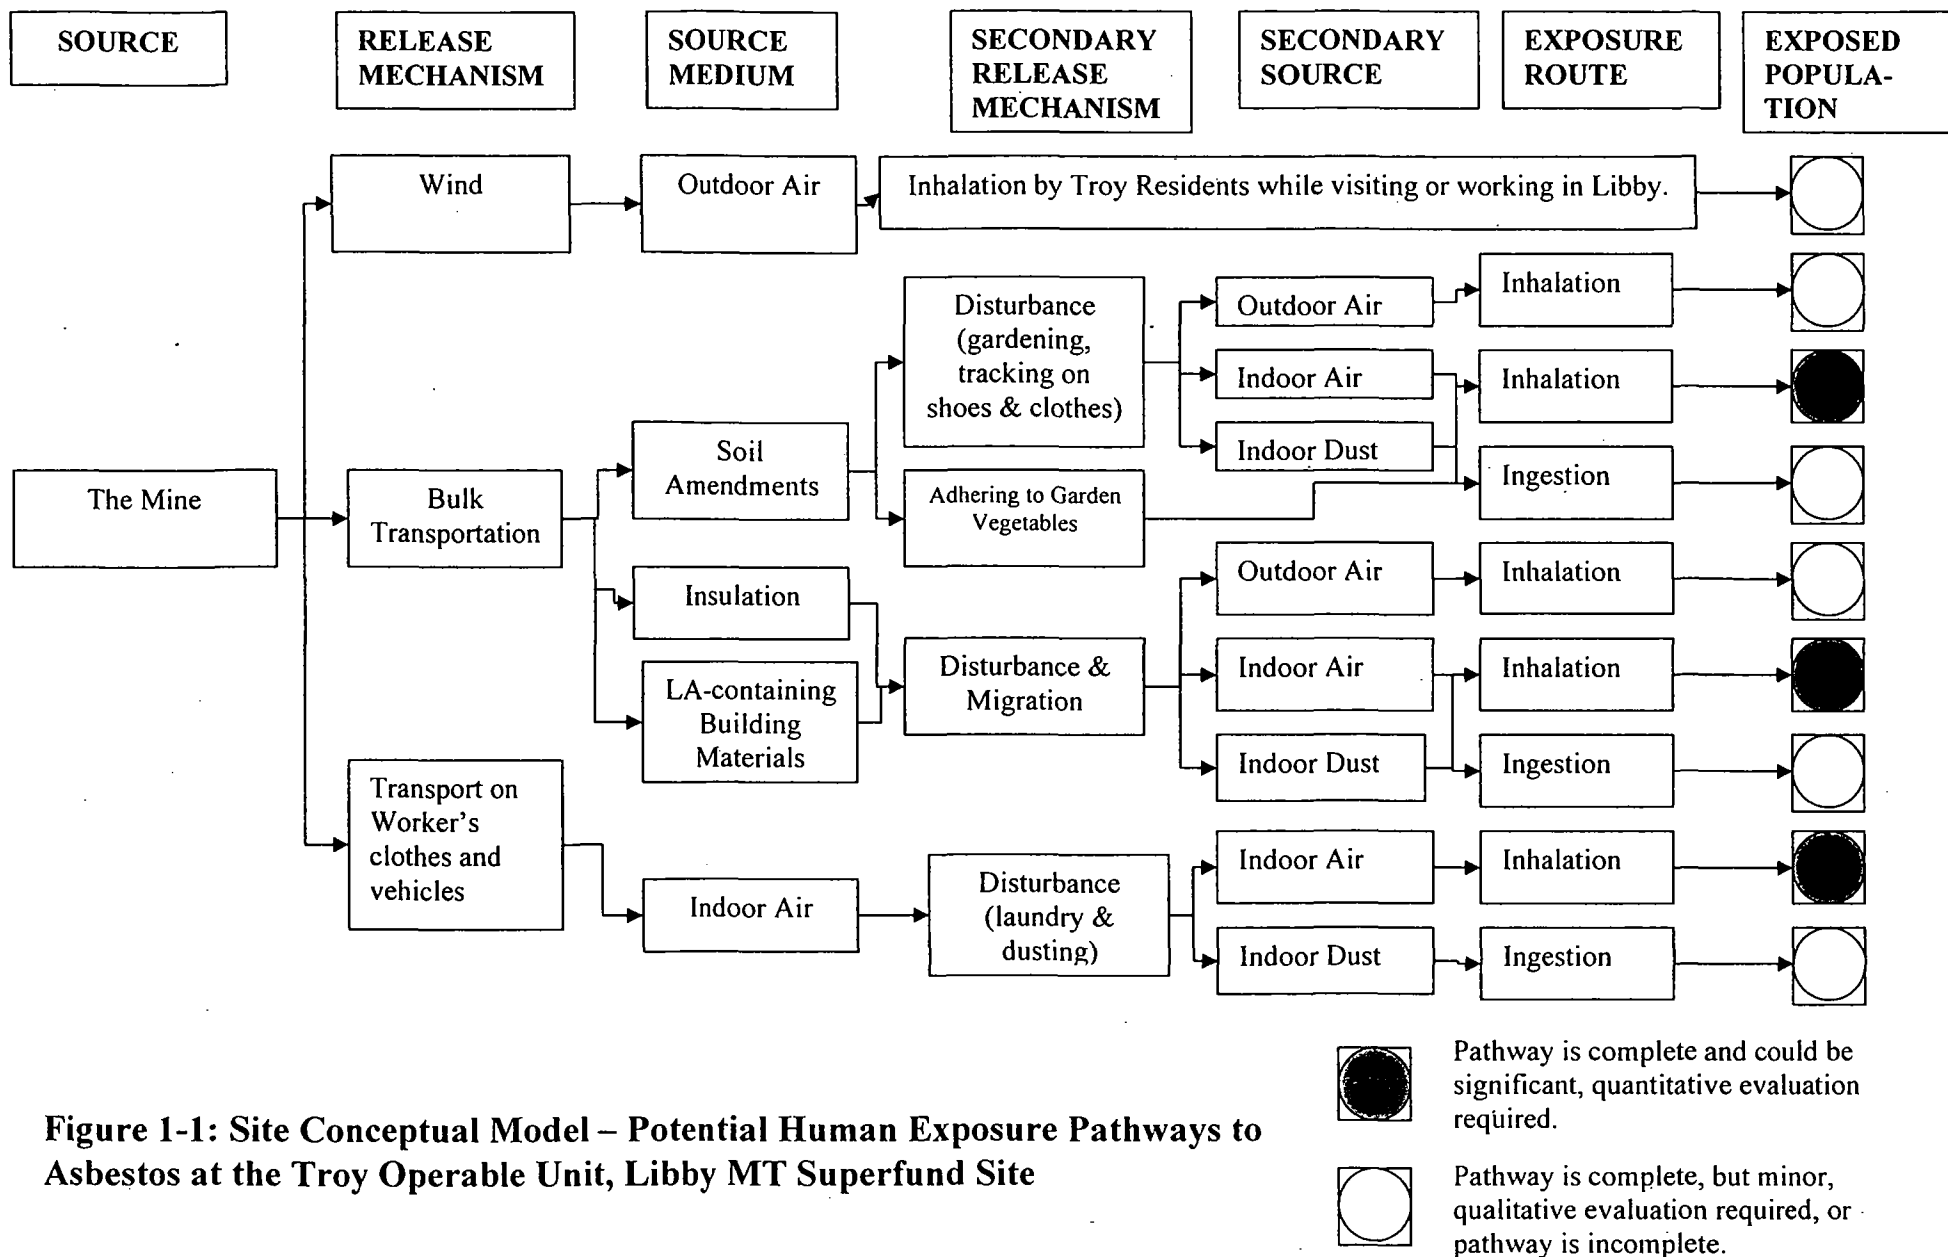 SOURCE
RELEASE
MECHANISM
SOURCE
MEDIUM
SECONDARY
RELEASE
MECHANISM
SECONDARY
SOURCE
EXPOSURE
ROUTE
EXPOSED
POPULA-
TION
Wind
Outdoor Air
Inhalation by Troy Residents while visiting or working in Libby.
Disturbance
(gardening,
tracking on
shoes & clothes)
Outdoor Air
Inhalation
Indoor Air
Inhalation
Indoor Dust
Ingestion
The Mine
Bulk
Transportation
Soil
Amendments
Adhering to Garden
Vegetables
Insulation
LA-containing
Building
Materials
Disturbance &
Migration
Outdoor Air
Inhalation
Indoor Air
Inhalation
Indoor Dust
Ingestion
Transport on
Worker's
clothes and
vehicles
Indoor Air
Disturbance
(laundry &
dusting)
Indoor Air
Inhalation
Indoor Dust
Ingestion
Pathway is complete and could be
significant, quantitative evaluation
required.
Pathway is complete, but minor,
qualitative evaluation required, or
pathway is incomplete.
Figure 1-1: Site Conceptual Model – Potential Human Exposure Pathways to
Asbestos at the Troy Operable Unit, Libby MT Superfund Site